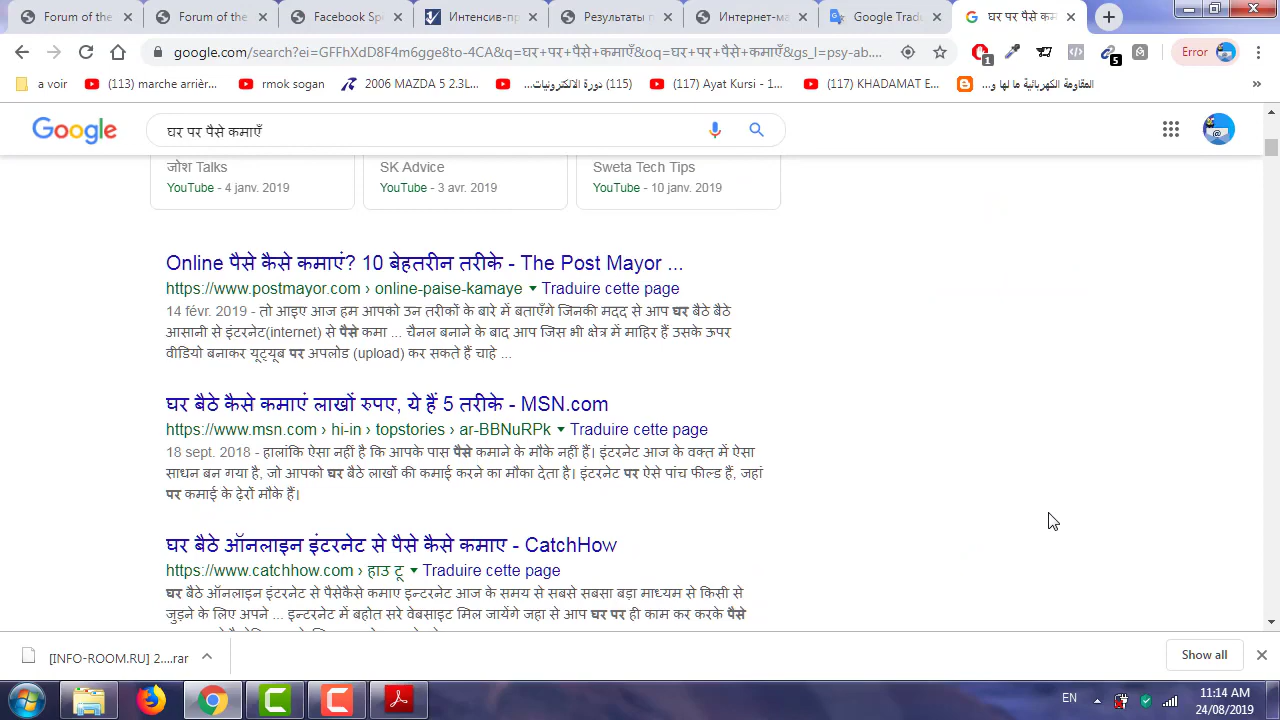 Forum of the
Forum of the
Facebook Spe
Интенсив-пр
Результаты п
Интернет-ма
Google Tradu
घर पर पैसे कमाएँ
google.com/search?ei=GFFhXdD8F4m6gge8to-4CA&q=घर+पर+पैसे+कमाएँ&oq=घर+पर+पैसे+कमाएँ&gs_l=psy-ab....
1
5
Error
a voir
(113) marche arrièr...
rmok sogan
2006 MAZDA 5 2.3L...
(115) دورة الالكترونيات...
(117) Ayat Kursi - 1...
(117) KHADAMAT E...
المقاومة الكهربائية ما لها و...
»
Google
घर पर पैसे कमाएँ
जोश Talks
YouTube - 4 janv. 2019
SK Advice
YouTube - 3 avr. 2019
Sweta Tech Tips
YouTube - 10 janv. 2019
Online पैसे कैसे कमाएं? 10 बेहतरीन तरीके - The Post Mayor ...
https://www.postmayor.com › online-paise-kamaye ▾ Traduire cette page
14 févr. 2019 - तो आइए आज हम आपको उन तरीकों के बारे में बताएँगे जिनकी मदद से आप घर बैठे बैठे
आसानी से इंटरनेट(internet) से पैसे कमा ... चैनल बनाने के बाद आप जिस भी क्षेत्र में माहिर हैं उसके ऊपर
वीडियो बनाकर यूट्यूब पर अपलोड (upload) कर सकते हैं चाहे ...
घर बैठे कैसे कमाएं लाखों रुपए, ये हैं 5 तरीके - MSN.com
https://www.msn.com › hi-in › topstories › ar-BBNuRPk ▾ Traduire cette page
18 sept. 2018 - हालांकि ऐसा नहीं है कि आपके पास पैसे कमाने के मौके नहीं हैं। इंटरनेट आज के वक्त में ऐसा
साधन बन गया है, जो आपको घर बैठे लाखों की कमाई करने का मौका देता है। इंटरनेट पर ऐसे पांच फील्ड हैं, जहां
पर कमाई के ढ़ेरों मौके हैं।
घर बैठे ऑनलाइन इंटरनेट से पैसे कैसे कमाए - CatchHow
https://www.catchhow.com › हाउ टू ▾ Traduire cette page
घर बैठे ऑनलाइन इंटरनेट से पैसेकैसे कमाए इन्टरनेट आज के समय से सबसे सबसा बड़ा माध्यम से किसी से
जुड़ने के लिए अपने ... इन्टरनेट में बहोत सरे वेबसाइट मिल जायेंगे जहा से आप घर पर ही काम कर करके पैसे
[INFO-ROOM.RU] 2....rar
Show all
EN
11:14 AM
24/08/2019